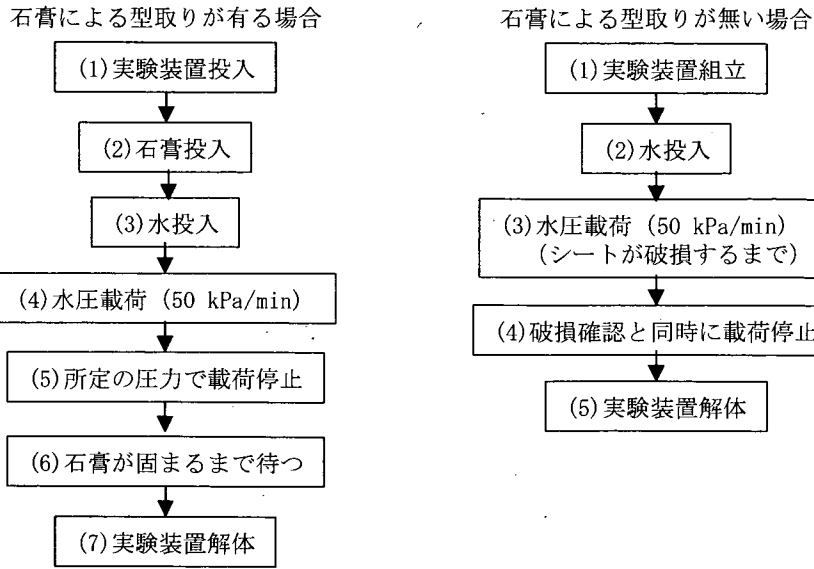 石膏による型取りが有る場合
(1)実験装置投入
(2)石膏投入
(3)水投入
(4)水圧載荷 (50 kPa/min)
(5)所定の圧力で載荷停止
(6)石膏が固まるまで待つ
(7)実験装置解体
石膏による型取りが無い場合
(1)実験装置組立
(2)水投入
(3)水圧載荷 (50 kPa/min)
(シートが破損するまで)
(4)破損確認と同時に載荷停止
(5)実験装置解体